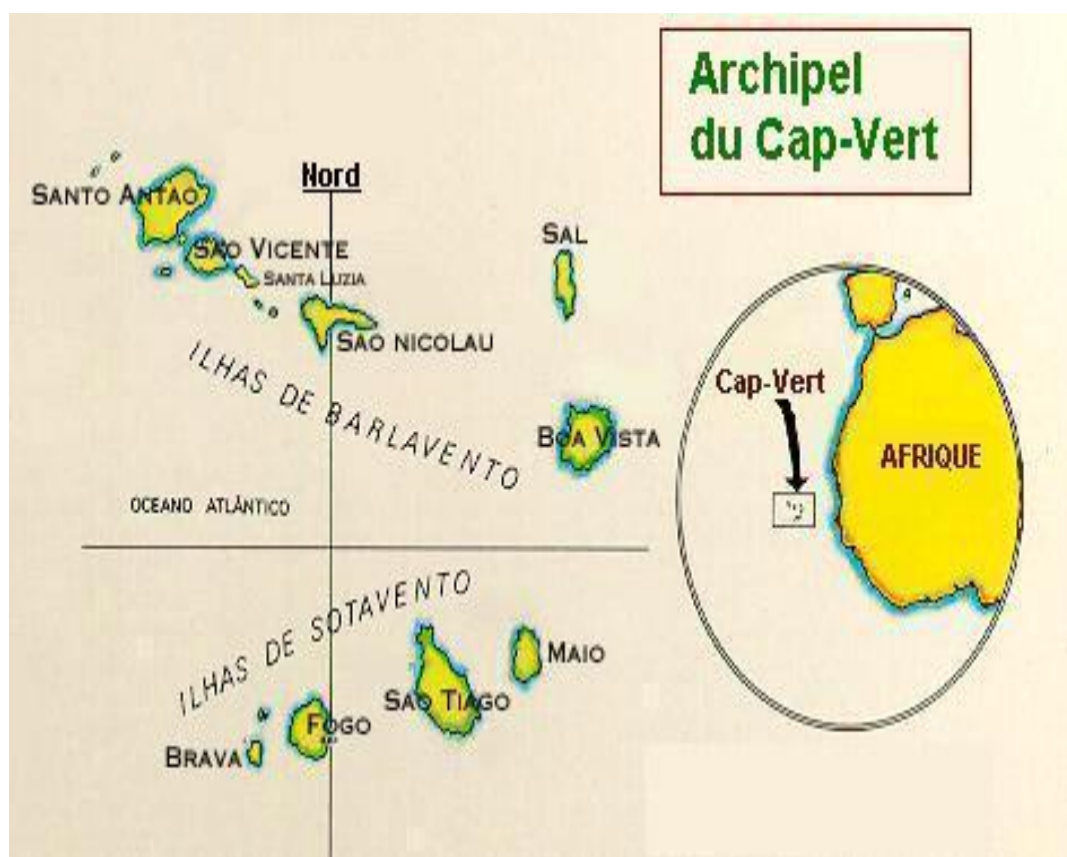 Archipel
du Cap-Vert
Nord
SANTO ANTAO
SAO VICENTE
SANTA LUZIA
SAO NICOLAU
SAL
BOA VISTA
ILHAS DE BARLAVENTO
OCEANO ATLÂNTICO
ILHAS DE SOTAVENTO
MAIO
SAO TIAGO
FOGO
BRAVA
Cap-Vert
AFRIQUE